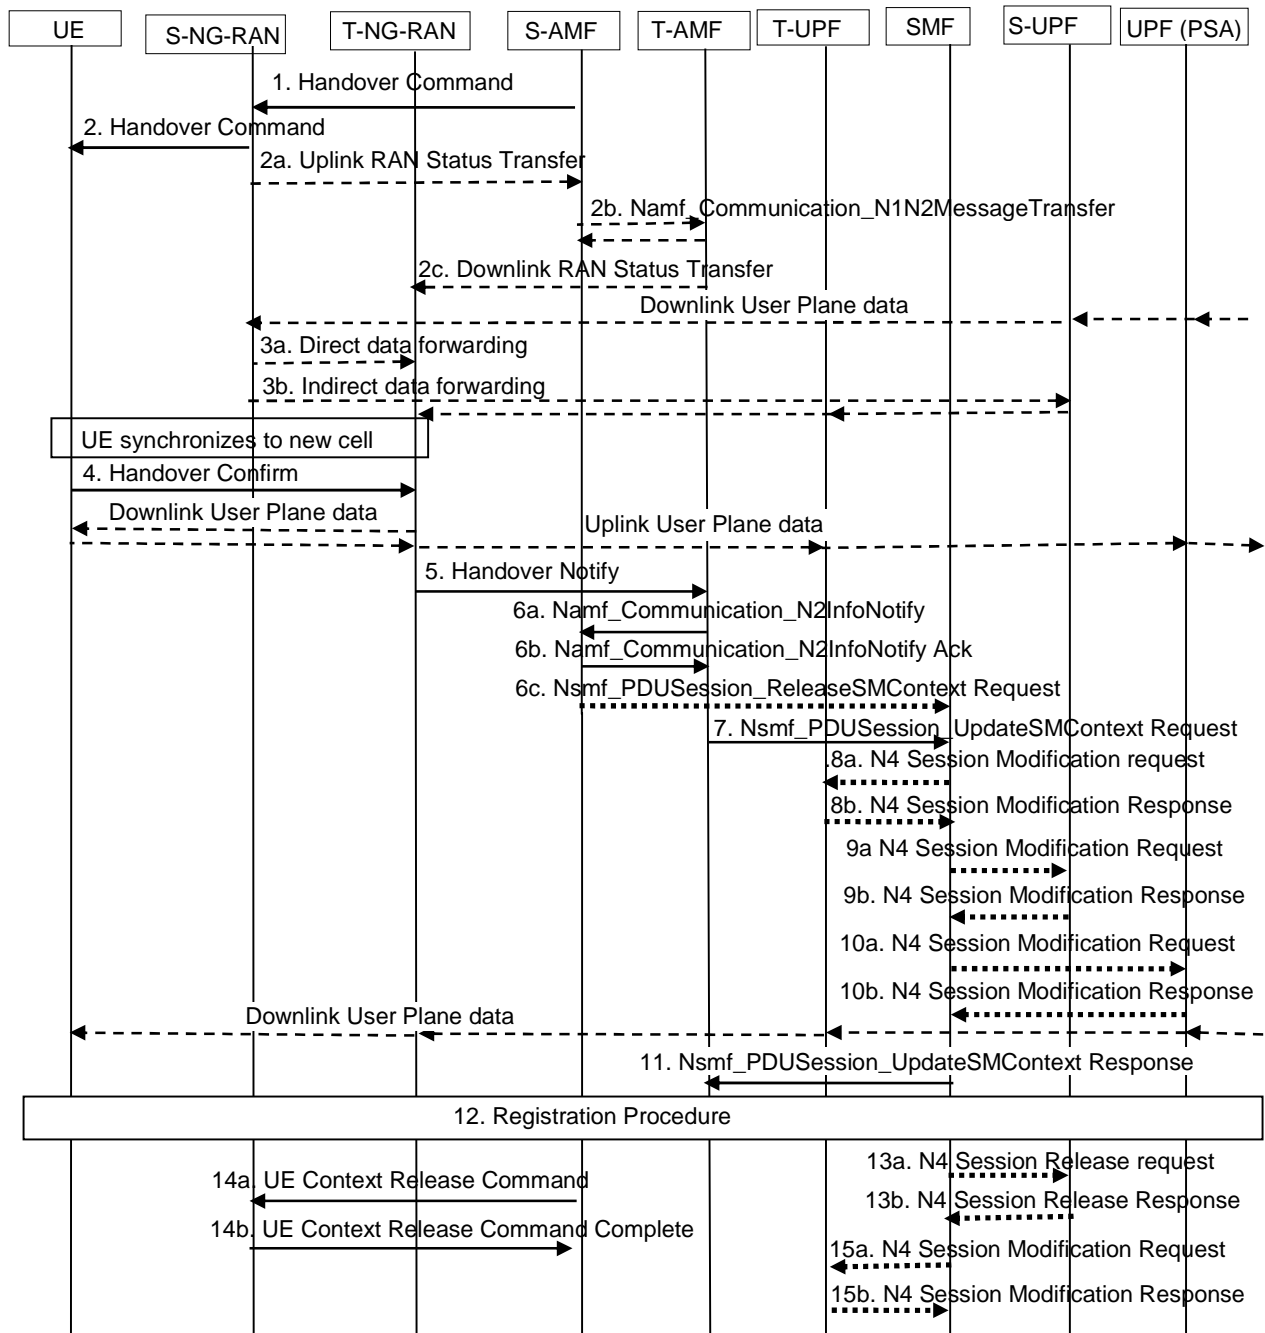 UE
S-NG-RAN
T-NG-RAN
S-AMF
T-AMF
T-UPF
SMF
S-UPF
UPF (PSA)
1. Handover Command
2. Handover Command
2a. Uplink RAN Status Transfer
2b. Namf_Communication_N1N2MessageTransfer
2c. Downlink RAN Status Transfer
Downlink User Plane data
3a. Direct data forwarding
3b. Indirect data forwarding
UE synchronizes to new cell
4. Handover Confirm
Downlink User Plane data
Uplink User Plane data
5. Handover Notify
6a. Namf_Communication_N2InfoNotify
6b. Namf_Communication_N2InfoNotify Ack
6c. Nsmf_PDUSession_ReleaseSMContext Request
7. Nsmf_PDUSession_UpdateSMContext Request
.8a. N4 Session Modification request
8b. N4 Session Modification Response
9a N4 Session Modification Request
9b. N4 Session Modification Response
10a. N4 Session Modification Request
10b. N4 Session Modification Response
Downlink User Plane data
11. Nsmf_PDUSession_UpdateSMContext Response
12. Registration Procedure
13a. N4 Session Release request
14a. UE Context Release Command
13b. N4 Session Release Response
14b. UE Context Release Command Complete
15a. N4 Session Modification Request
15b. N4 Session Modification Response